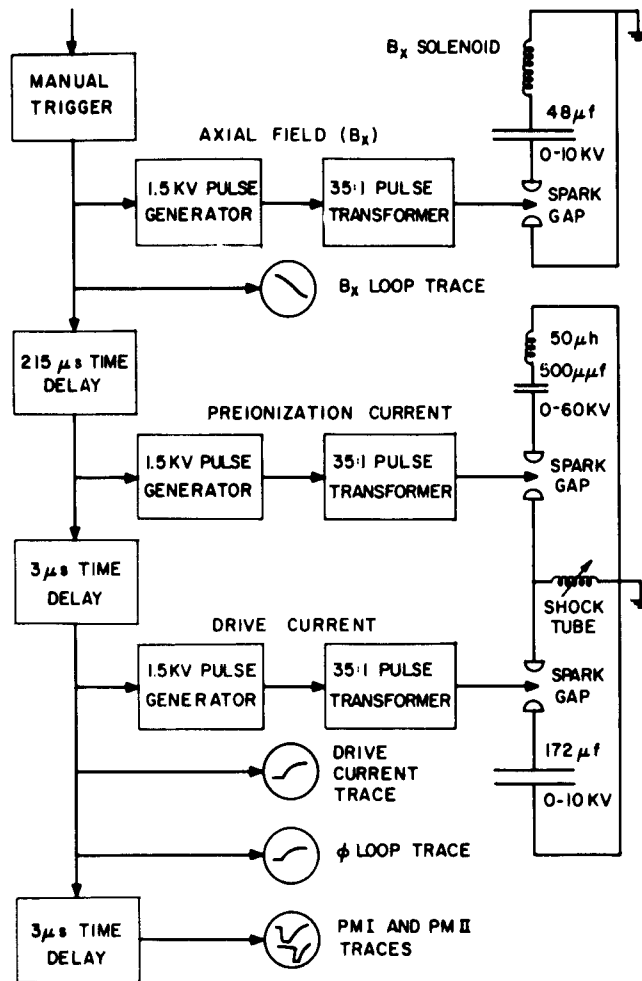 MANUAL
TRIGGER
B_x SOLENOID
48μf
0-10KV
SPARK
GAP
AXIAL FIELD (B_x)
1.5KV PULSE
GENERATOR
35:1 PULSE
TRANSFORMER
B_x LOOP TRACE
215 μs TIME
DELAY
50μh
500μμf
0-60KV
PREIONIZATION CURRENT
1.5KV PULSE
GENERATOR
35:1 PULSE
TRANSFORMER
SPARK
GAP
3μs TIME
DELAY
SHOCK
TUBE
DRIVE CURRENT
1.5KV PULSE
GENERATOR
35:1 PULSE
TRANSFORMER
SPARK
GAP
172μf
0-10KV
DRIVE
CURRENT
TRACE
φ LOOP TRACE
3μs TIME
DELAY
PM I AND PM II
TRACES